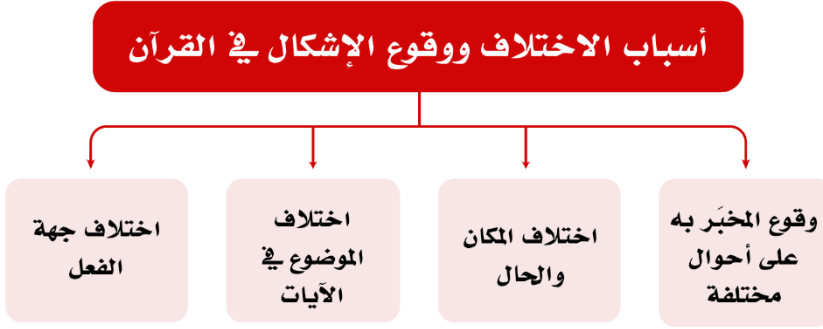 أسباب الاختلاف ووقوع الإشكال في القرآن
وقوع المخبَر به
على أحوال
مختلفة
اختلاف المكان
والحال
اختلاف
الموضوع في
الآيات
اختلاف جهة
الفعل